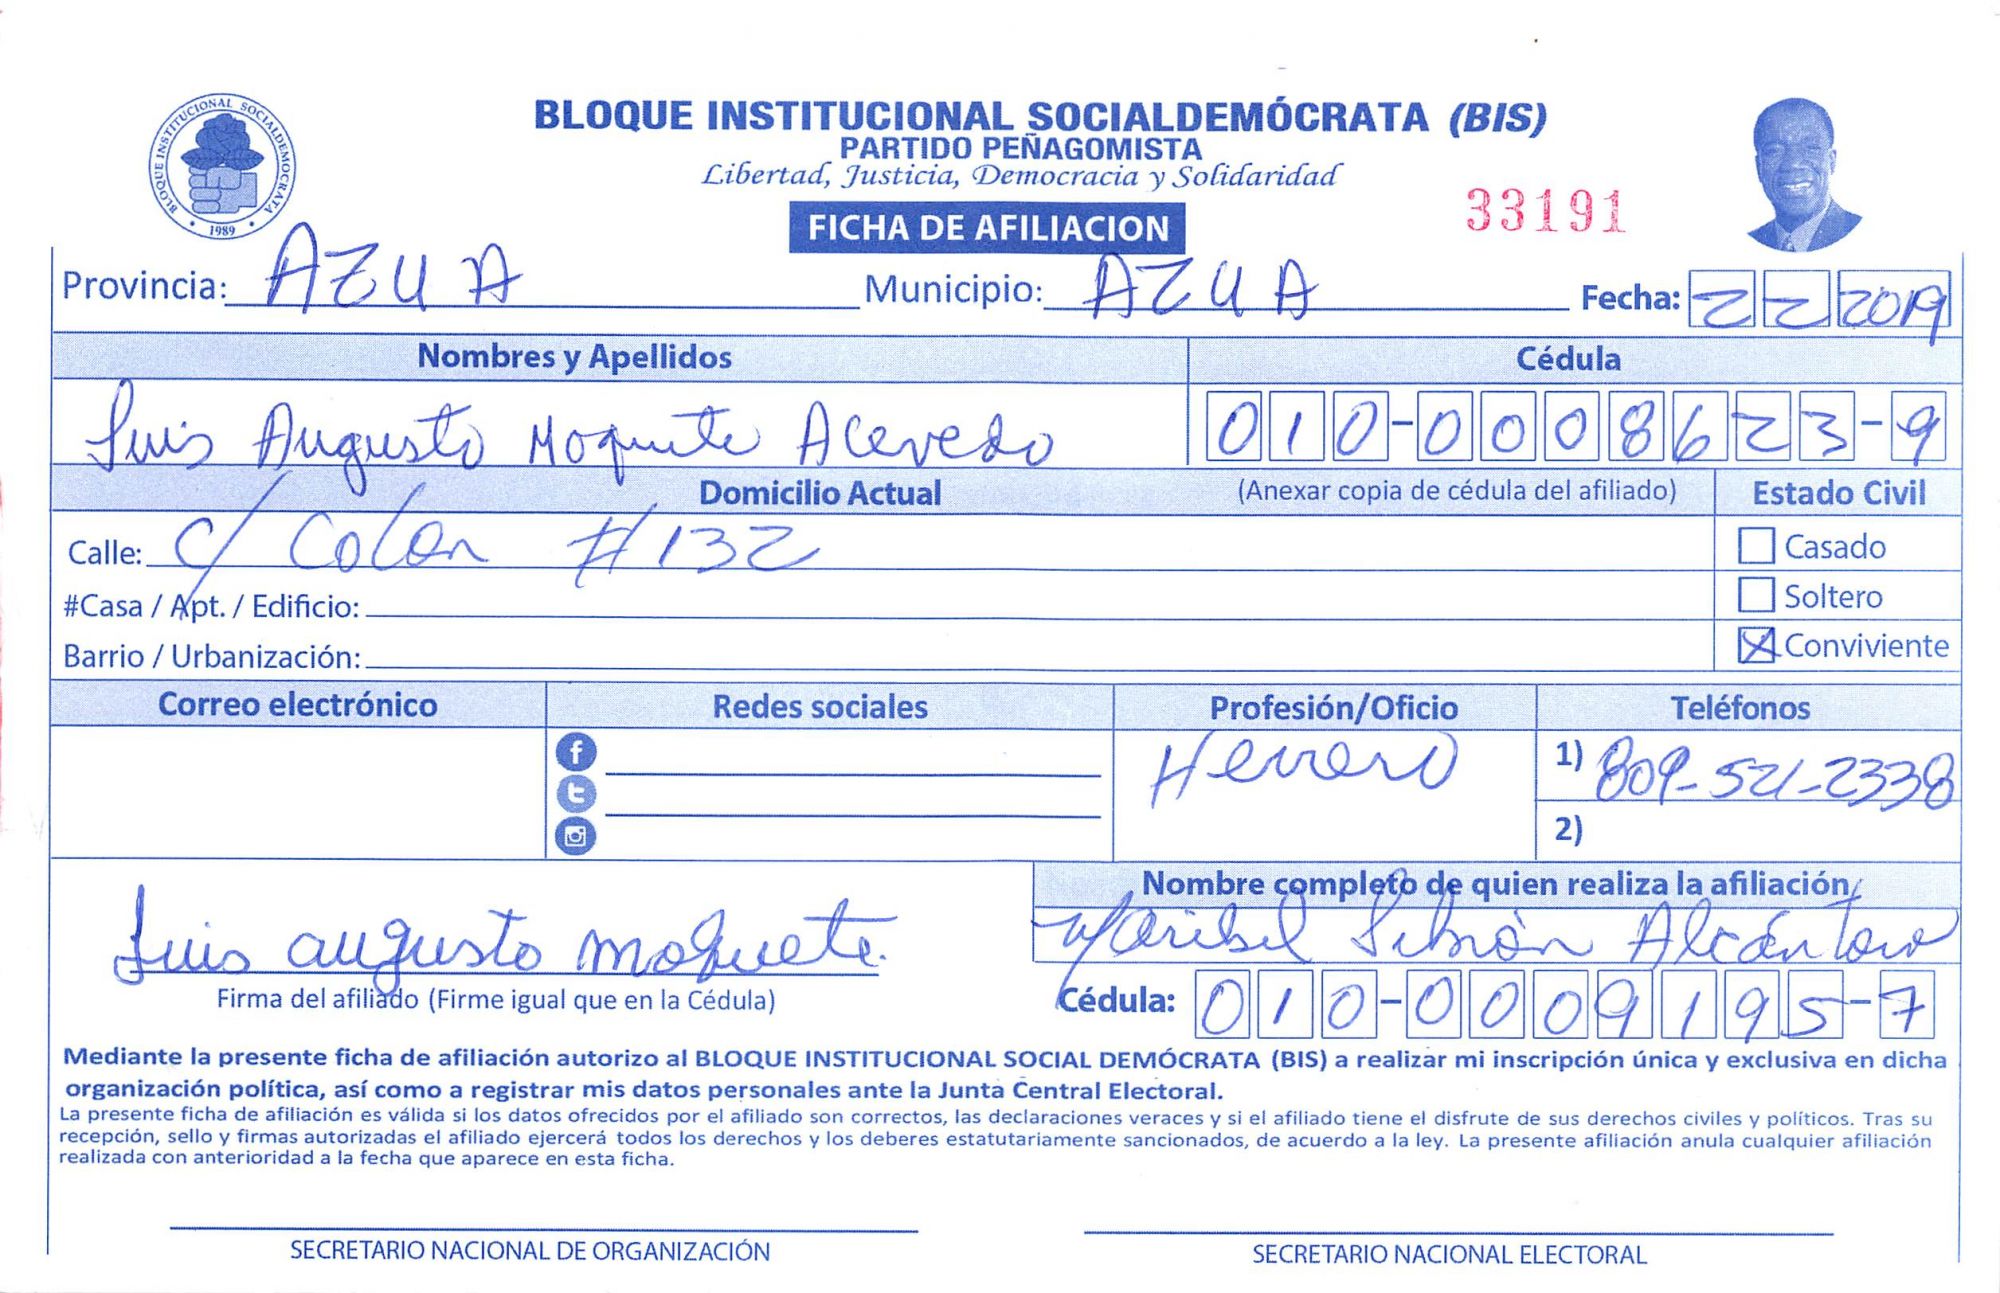 BLOQUE INSTITUCIONAL SOCIALDEMÓCRATA
1989
BLOQUE INSTITUCIONAL SOCIALDEMÓCRATA (BIS)
PARTIDO PEÑAGOMISTA
Libertad, Justicia, Democracia y Solidaridad
33191
FICHA DE AFILIACION
Provincia: AZUA Municipio: AZUA Fecha: 2 2 2019
Nombres y Apellidos Cédula
Luis Augusto Moquete Acevedo 010-0008623-9
Domicilio Actual (Anexar copia de cédula del afiliado) Estado Civil
Calle: c/ Colon #132 Casado
#Casa / Apt. / Edificio: Soltero
Barrio / Urbanización: X Conviviente
Correo electrónico Redes sociales Profesión/Oficio Teléfonos
Herrero 1) 809-521-2338
2)
Nombre completo de quien realiza la afiliación
Luis augusto moquete. Maribel Alcántara
Firma del afiliado (Firme igual que en la Cédula) Cédula: 010-0009195-7
Mediante la presente ficha de afiliación autorizo al BLOQUE INSTITUCIONAL SOCIAL DEMÓCRATA (BIS) a realizar mi inscripción única y exclusiva en dicha
organización política, así como a registrar mis datos personales ante la Junta Central Electoral.
La presente ficha de afiliación es válida si los datos ofrecidos por el afiliado son correctos, las declaraciones veraces y si el afiliado tiene el disfrute de sus derechos civiles y políticos. Tras su
recepción, sello y firmas autorizadas el afiliado ejercerá todos los derechos y los deberes estatutariamente sancionados, de acuerdo a la ley. La presente afiliación anula cualquier afiliación
realizada con anterioridad a la fecha que aparece en esta ficha.
SECRETARIO NACIONAL DE ORGANIZACIÓN SECRETARIO NACIONAL ELECTORAL